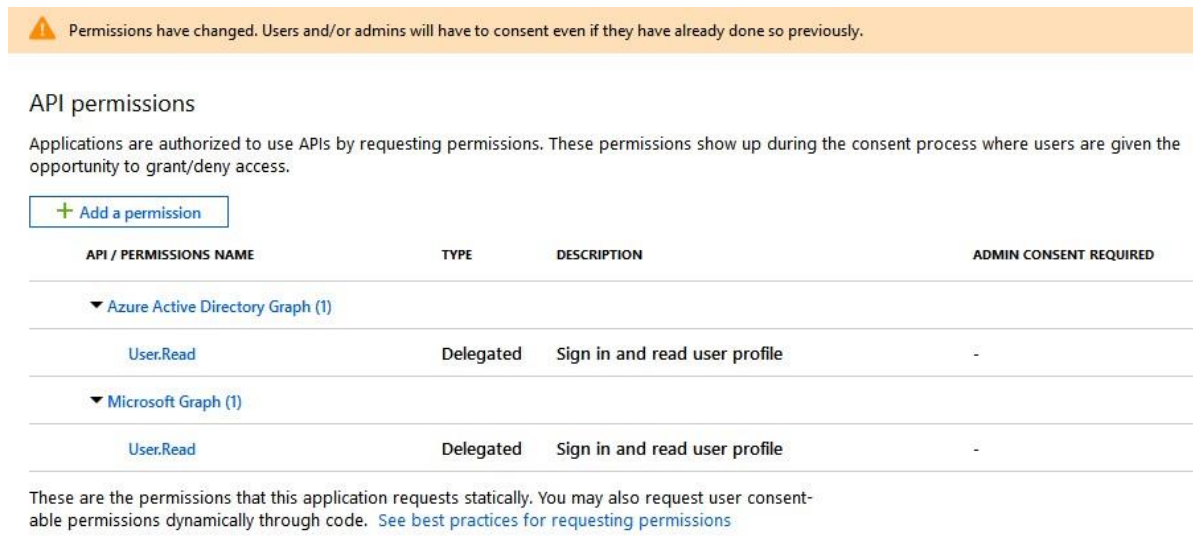 Permissions have changed. Users and/or admins will have to consent even if they have already done so previously.
API permissions
Applications are authorized to use APIs by requesting permissions. These permissions show up during the consent process where users are given the
opportunity to grant/deny access.
+ Add a permission
API / PERMISSIONS NAME TYPE DESCRIPTION ADMIN CONSENT REQUIRED
Azure Active Directory Graph (1)
User.Read Delegated Sign in and read user profile -
Microsoft Graph (1)
User.Read Delegated Sign in and read user profile -
These are the permissions that this application requests statically. You may also request user consent-
able permissions dynamically through code. See best practices for requesting permissions